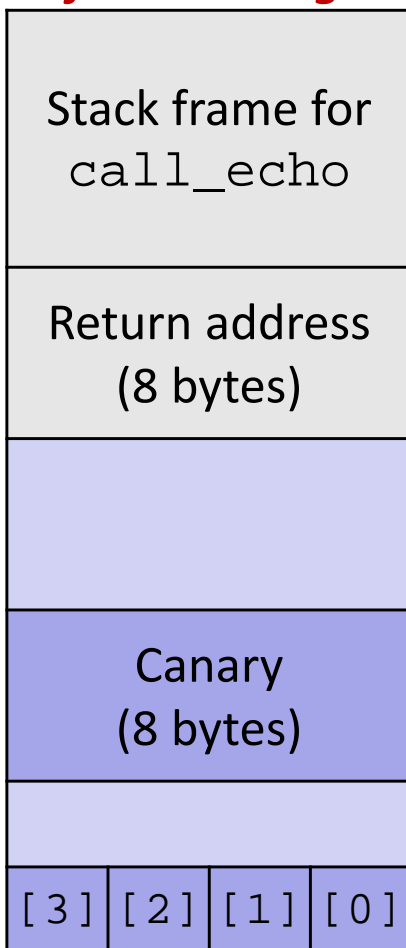 Stack frame for
call_echo
Return address
(8 bytes)
Canary
(8 bytes)
[3] [2] [1] [0]